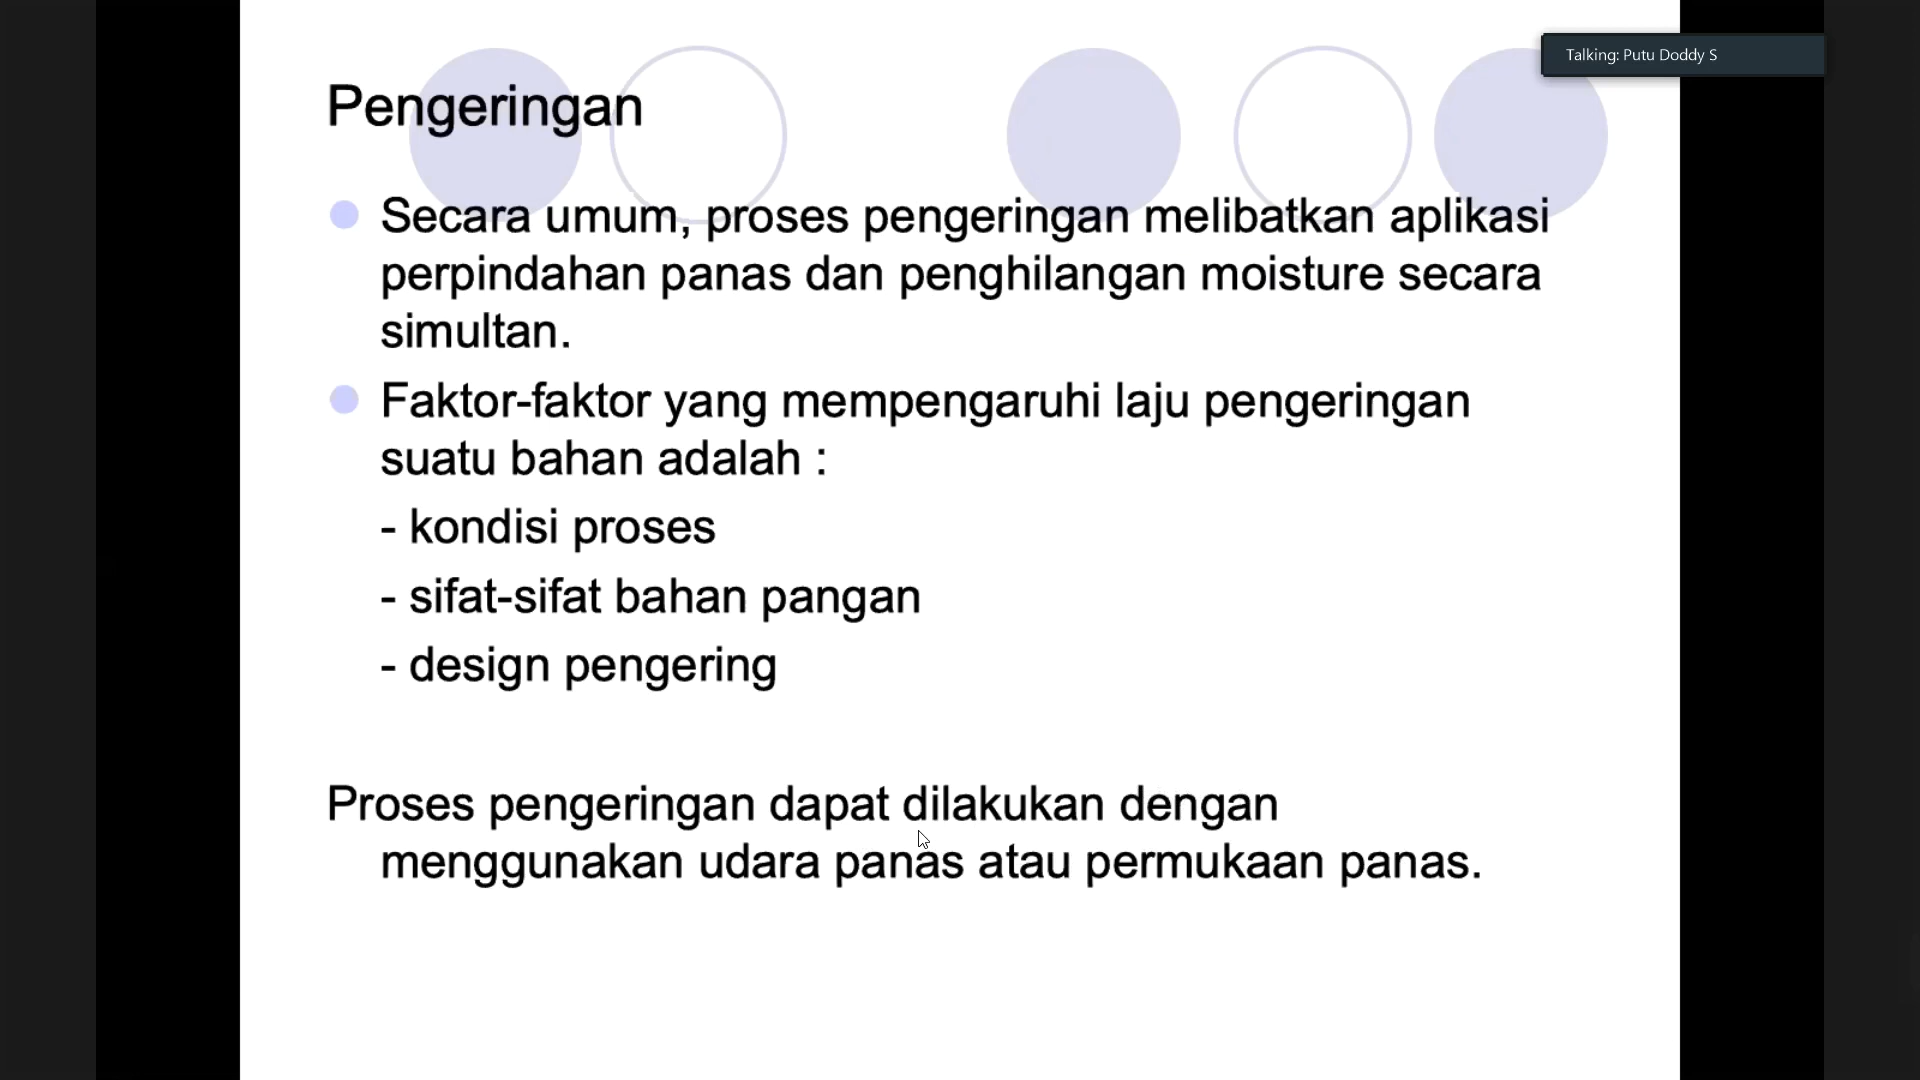 Talking: Putu Doddy S
Pengeringan
Secara umum, proses pengeringan melibatkan aplikasi
perpindahan panas dan penghilangan moisture secara
simultan.
Faktor-faktor yang mempengaruhi laju pengeringan
suatu bahan adalah :
- kondisi proses
- sifat-sifat bahan pangan
- design pengering
Proses pengeringan dapat dilakukan dengan
menggunakan udara panas atau permukaan panas.